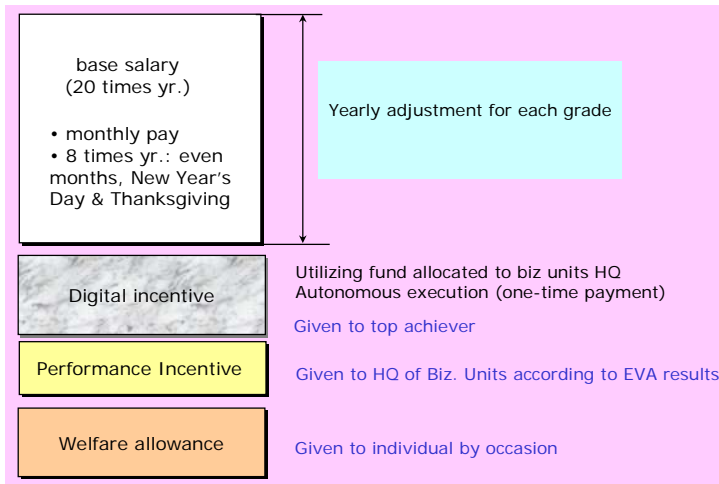 base salary
(20 times yr.)
• monthly pay
• 8 times yr.: even
months, New Year's
Day & Thanksgiving
Yearly adjustment for each grade
Digital incentive
Utilizing fund allocated to biz units HQ
Autonomous execution (one-time payment)
Given to top achiever
Performance Incentive
Given to HQ of Biz. Units according to EVA results
Welfare allowance
Given to individual by occasion